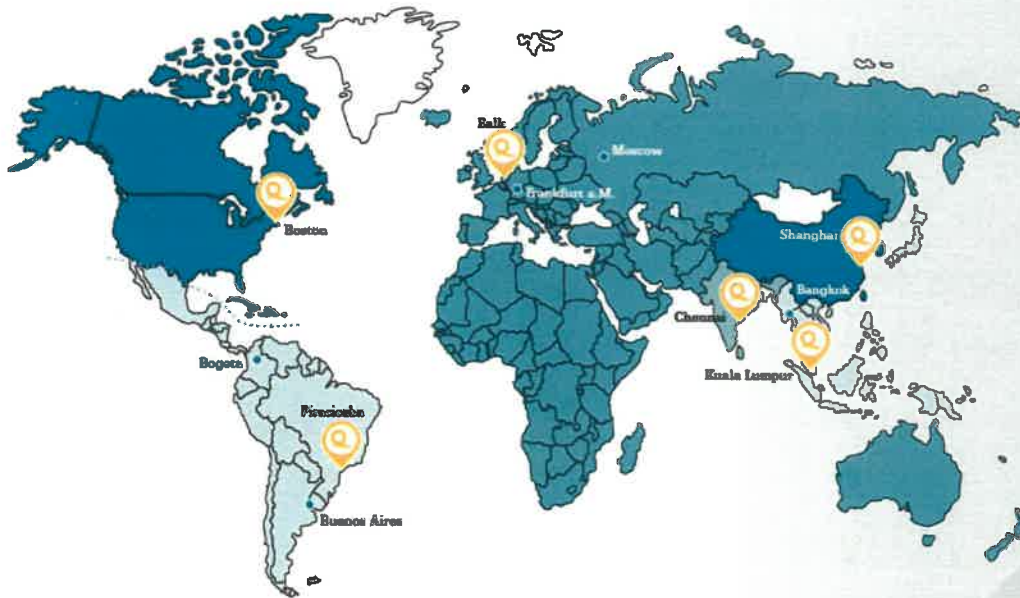 Balk
Moscow
Frankfurt a.M.
Boston
Shanghai
Bangkok
Chennai
Kuala Lumpur
Bogota
Piracicaba
Buenos Aires